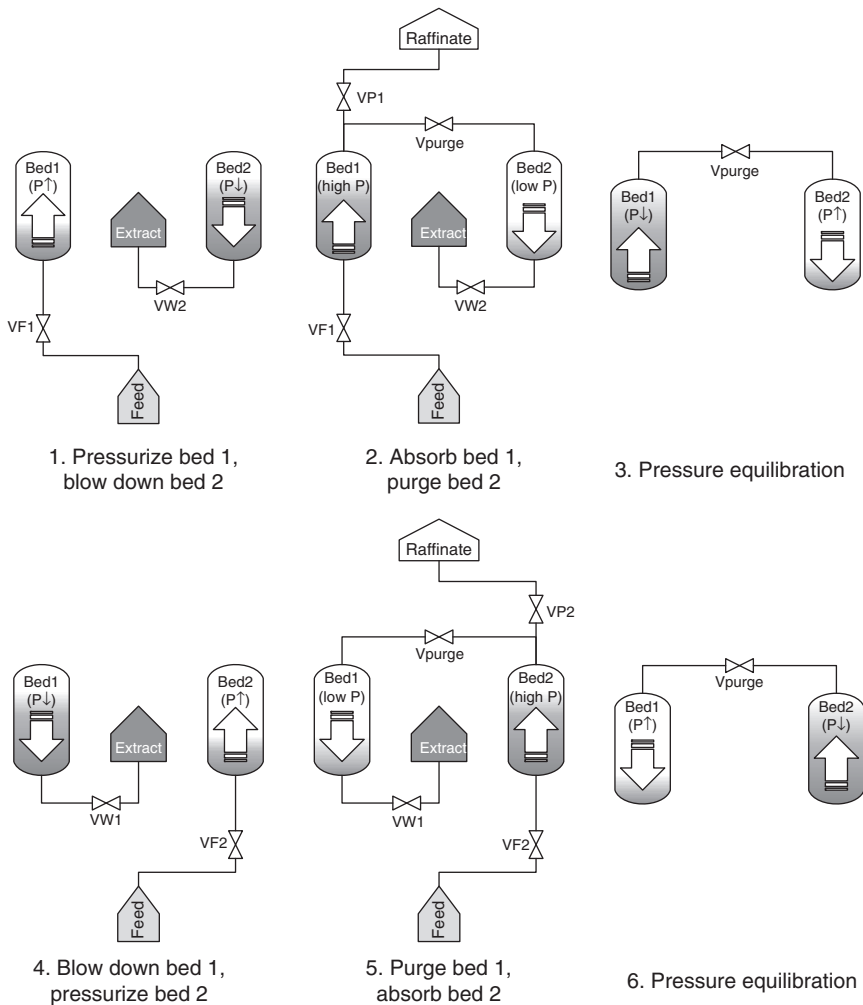 Raffinate
VP1
Vpurge
Bed1
(P↑)
Bed2
(P↓)
Extract
VW2
VF1
Feed
Bed1
(high P)
Bed2
(low P)
Extract
VW2
VF1
Feed
Vpurge
Bed1
(P↓)
Bed2
(P↑)
1. Pressurize bed 1,
blow down bed 2
2. Absorb bed 1,
purge bed 2
3. Pressure equilibration
Raffinate
VP2
Vpurge
Bed1
(P↓)
Bed2
(P↑)
Extract
VW1
VF2
Feed
Bed1
(low P)
Bed2
(high P)
Extract
VW1
VF2
Feed
Vpurge
Bed1
(P↑)
Bed2
(P↓)
4. Blow down bed 1,
pressurize bed 2
5. Purge bed 1,
absorb bed 2
6. Pressure equilibration